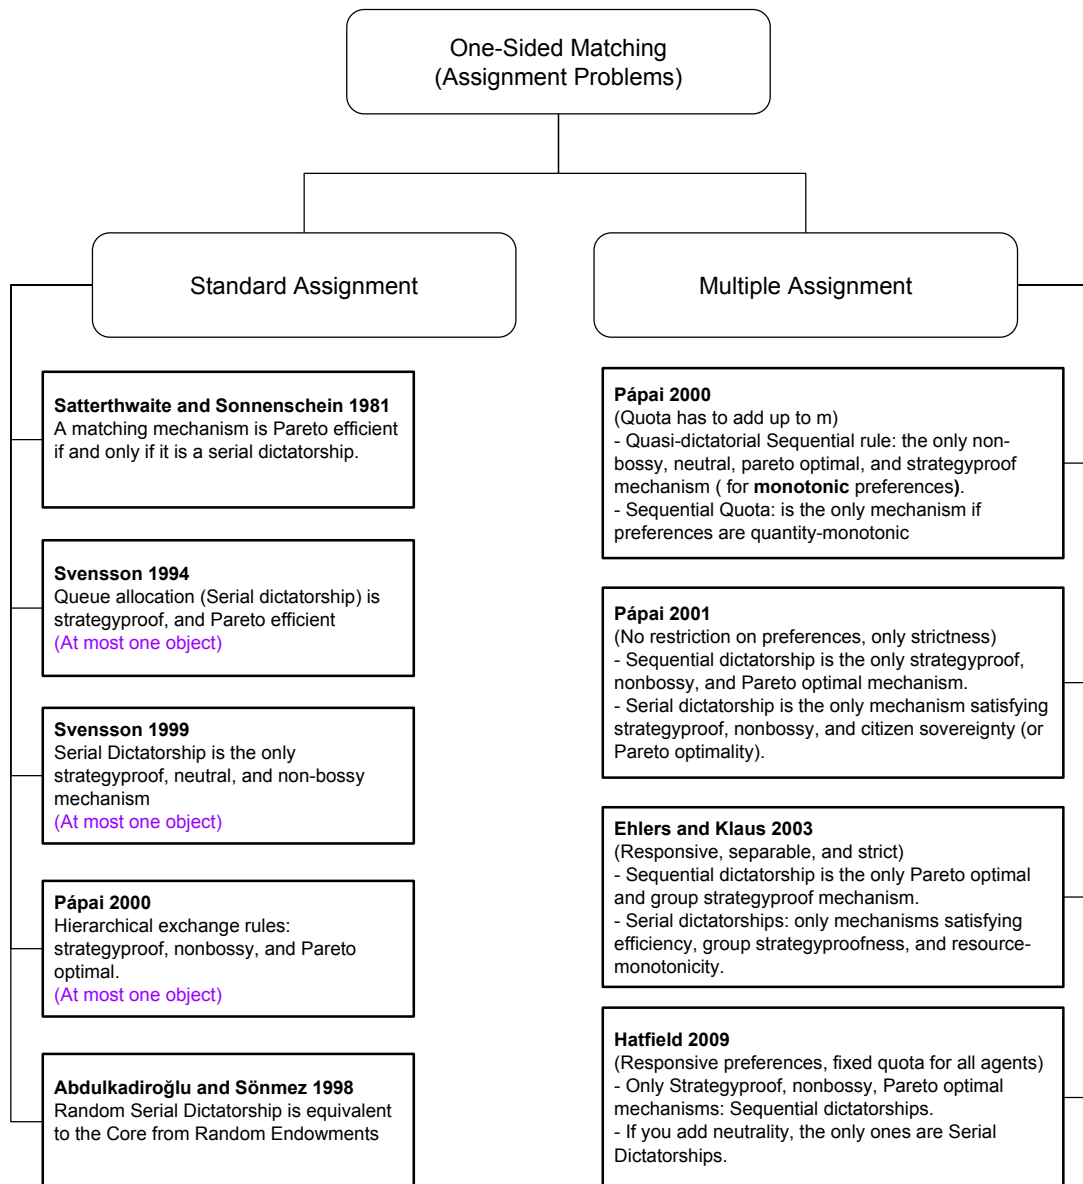 One-Sided Matching
(Assignment Problems)
Standard Assignment
Multiple Assignment
Satterthwaite and Sonnenschein 1981
A matching mechanism is Pareto efficient
if and only if it is a serial dictatorship.
Svensson 1994
Queue allocation (Serial dictatorship) is
strategyproof, and Pareto efficient
(At most one object)
Svensson 1999
Serial Dictatorship is the only
strategyproof, neutral, and non-bossy
mechanism
(At most one object)
Pápai 2000
Hierarchical exchange rules:
strategyproof, nonbossy, and Pareto
optimal.
(At most one object)
Abdulkadiroğlu and Sönmez 1998
Random Serial Dictatorship is equivalent
to the Core from Random Endowments
Pápai 2000
(Quota has to add up to m)
- Quasi-dictatorial Sequential rule: the only non-
bossy, neutral, pareto optimal, and strategyproof
mechanism ( for monotonic preferences).
- Sequential Quota: is the only mechanism if
preferences are quantity-monotonic
Pápai 2001
(No restriction on preferences, only strictness)
- Sequential dictatorship is the only strategyproof,
nonbossy, and Pareto optimal mechanism.
- Serial dictatorship is the only mechanism satisfying
strategyproof, nonbossy, and citizen sovereignty (or
Pareto optimality).
Ehlers and Klaus 2003
(Responsive, separable, and strict)
- Sequential dictatorship is the only Pareto optimal
and group strategyproof mechanism.
- Serial dictatorships: only mechanisms satisfying
efficiency, group strategyproofness, and resource-
monotonicity.
Hatfield 2009
(Responsive preferences, fixed quota for all agents)
- Only Strategyproof, nonbossy, Pareto optimal
mechanisms: Sequential dictatorships.
- If you add neutrality, the only ones are Serial
Dictatorships.